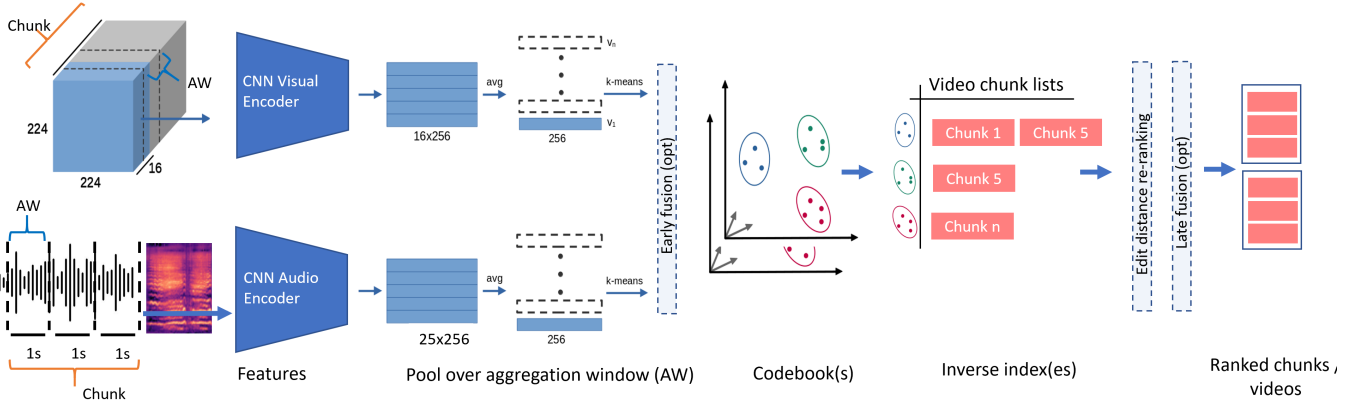 Chunk
AW
224
224
16
CNN Visual
Encoder
16x256
avg
vn
v1
256
k-means
Early fusion (opt)
Video chunk lists
Chunk 1
Chunk 5
Chunk 5
Chunk n
Edit distance re-ranking
Late fusion (opt)
AW
1s
1s
1s
Chunk
CNN Audio
Encoder
25x256
avg
256
k-means
Features
Pool over aggregation window (AW)
Codebook(s)
Inverse index(es)
Ranked chunks /
videos